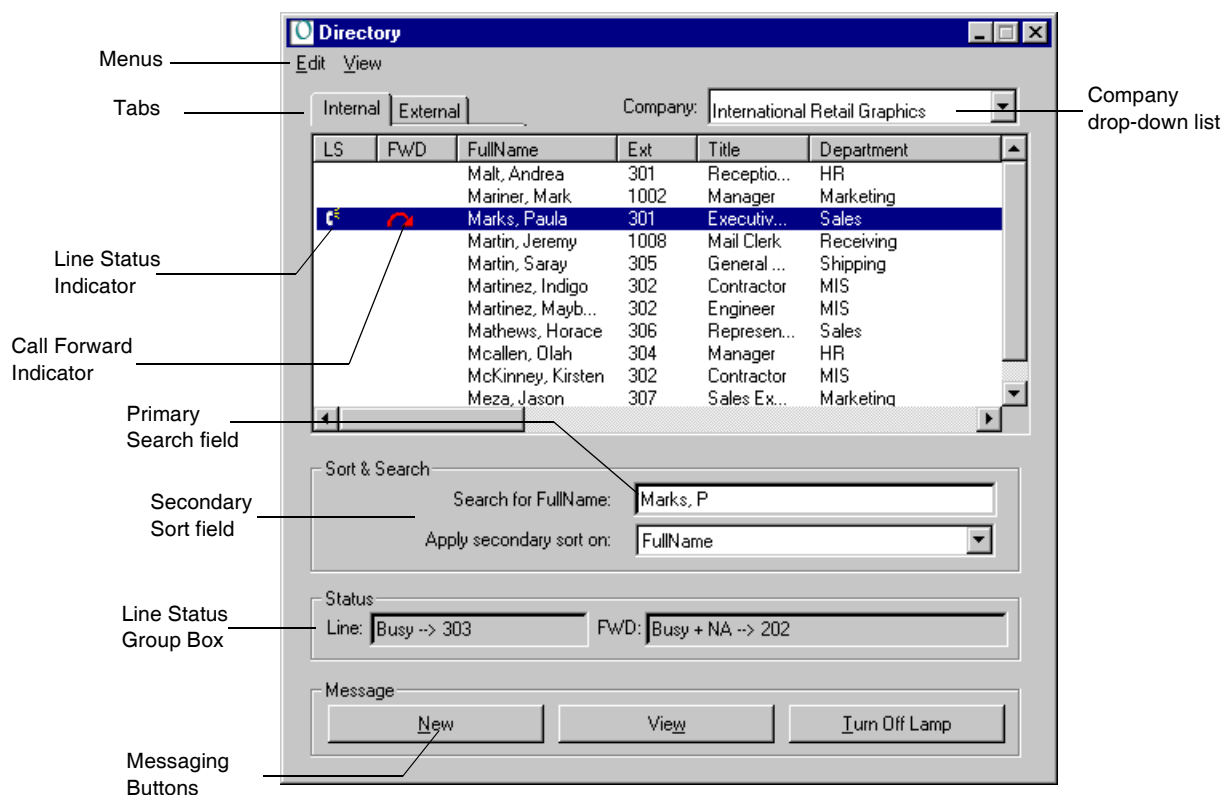 Directory
Menus
Edit View
Tabs
Internal External Company: International Retail Graphics
Company
drop-down list
LS FWD FullName Ext Title Department
Malt, Andrea 301 Receptio... HR
Mariner, Mark 1002 Manager Marketing
Marks, Paula 301 Executiv... Sales
Martin, Jeremy 1008 Mail Clerk Receiving
Martin, Saray 305 General ... Shipping
Martinez, Indigo 302 Contractor MIS
Martinez, Mayb... 302 Engineer MIS
Mathews, Horace 306 Represen... Sales
Mcallen, Olah 304 Manager HR
McKinney, Kirsten 302 Contractor MIS
Meza, Jason 307 Sales Ex... Marketing
Line Status
Indicator
Call Forward
Indicator
Primary
Search field
Sort & Search
Search for FullName: Marks, P
Secondary
Sort field
Apply secondary sort on: FullName
Status
Line: Busy --> 303 FWD: Busy + NA --> 202
Line Status
Group Box
Message
New View Turn Off Lamp
Messaging
Buttons